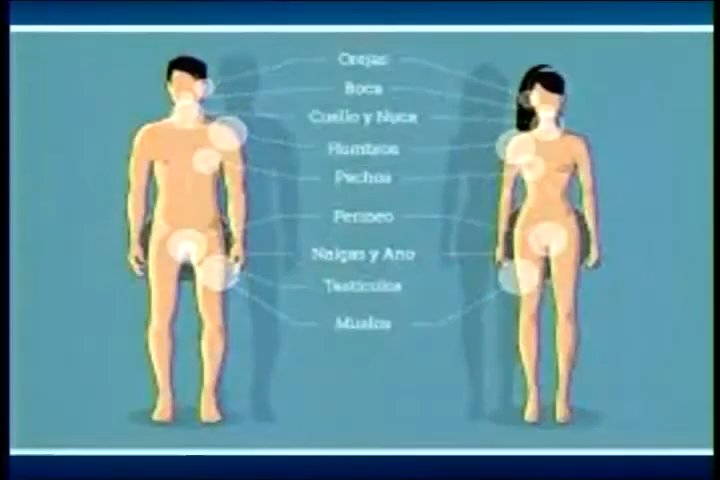 Orejas
Boca
Cuello y Nuca
Hombros
Pechos
Perineo
Nalgas y Ano
Testículos
Muslos